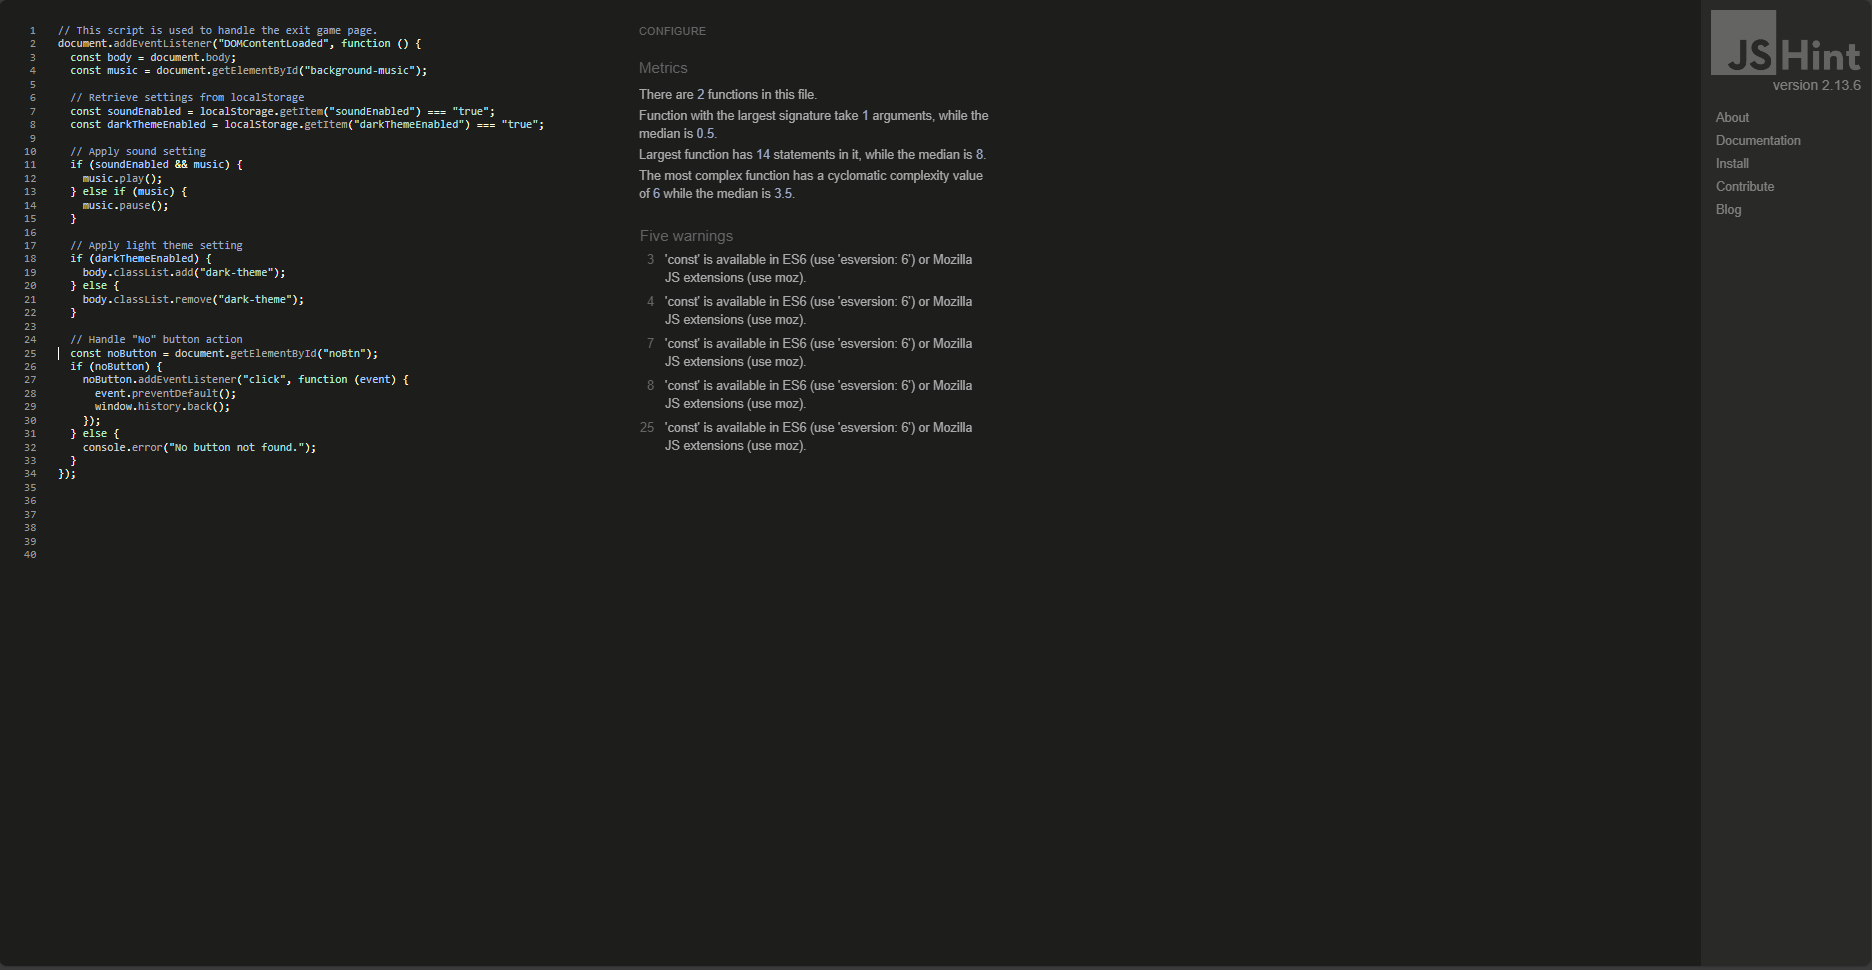 1 // This script is used to handle the exit game page.
2 document.addEventListener("DOMContentLoaded", function () {
3   const body = document.body;
4   const music = document.getElementById("background-music");
5
6   // Retrieve settings from localStorage
7   const soundEnabled = localStorage.getItem("soundEnabled") === "true";
8   const darkThemeEnabled = localStorage.getItem("darkThemeEnabled") === "true";
9
10   // Apply sound setting
11   if (soundEnabled && music) {
12     music.play();
13   } else if (music) {
14     music.pause();
15   }
16
17   // Apply light theme setting
18   if (darkThemeEnabled) {
19     body.classList.add("dark-theme");
20   } else {
21     body.classList.remove("dark-theme");
22   }
23
24   // Handle "No" button action
25   const noButton = document.getElementById("noBtn");
26   if (noButton) {
27     noButton.addEventListener("click", function (event) {
28       event.preventDefault();
29       window.history.back();
30     });
31   } else {
32     console.error("No button not found.");
33   }
34 });
35
36
37
38
39
40
CONFIGURE
Metrics
There are 2 functions in this file.
Function with the largest signature take 1 arguments, while the
median is 0.5.
Largest function has 14 statements in it, while the median is 8.
The most complex function has a cyclomatic complexity value
of 6 while the median is 3.5.
Five warnings
3 'const' is available in ES6 (use 'esversion: 6') or Mozilla
JS extensions (use moz).
4 'const' is available in ES6 (use 'esversion: 6') or Mozilla
JS extensions (use moz).
7 'const' is available in ES6 (use 'esversion: 6') or Mozilla
JS extensions (use moz).
8 'const' is available in ES6 (use 'esversion: 6') or Mozilla
JS extensions (use moz).
25 'const' is available in ES6 (use 'esversion: 6') or Mozilla
JS extensions (use moz).
JSHint
version 2.13.6
About
Documentation
Install
Contribute
Blog